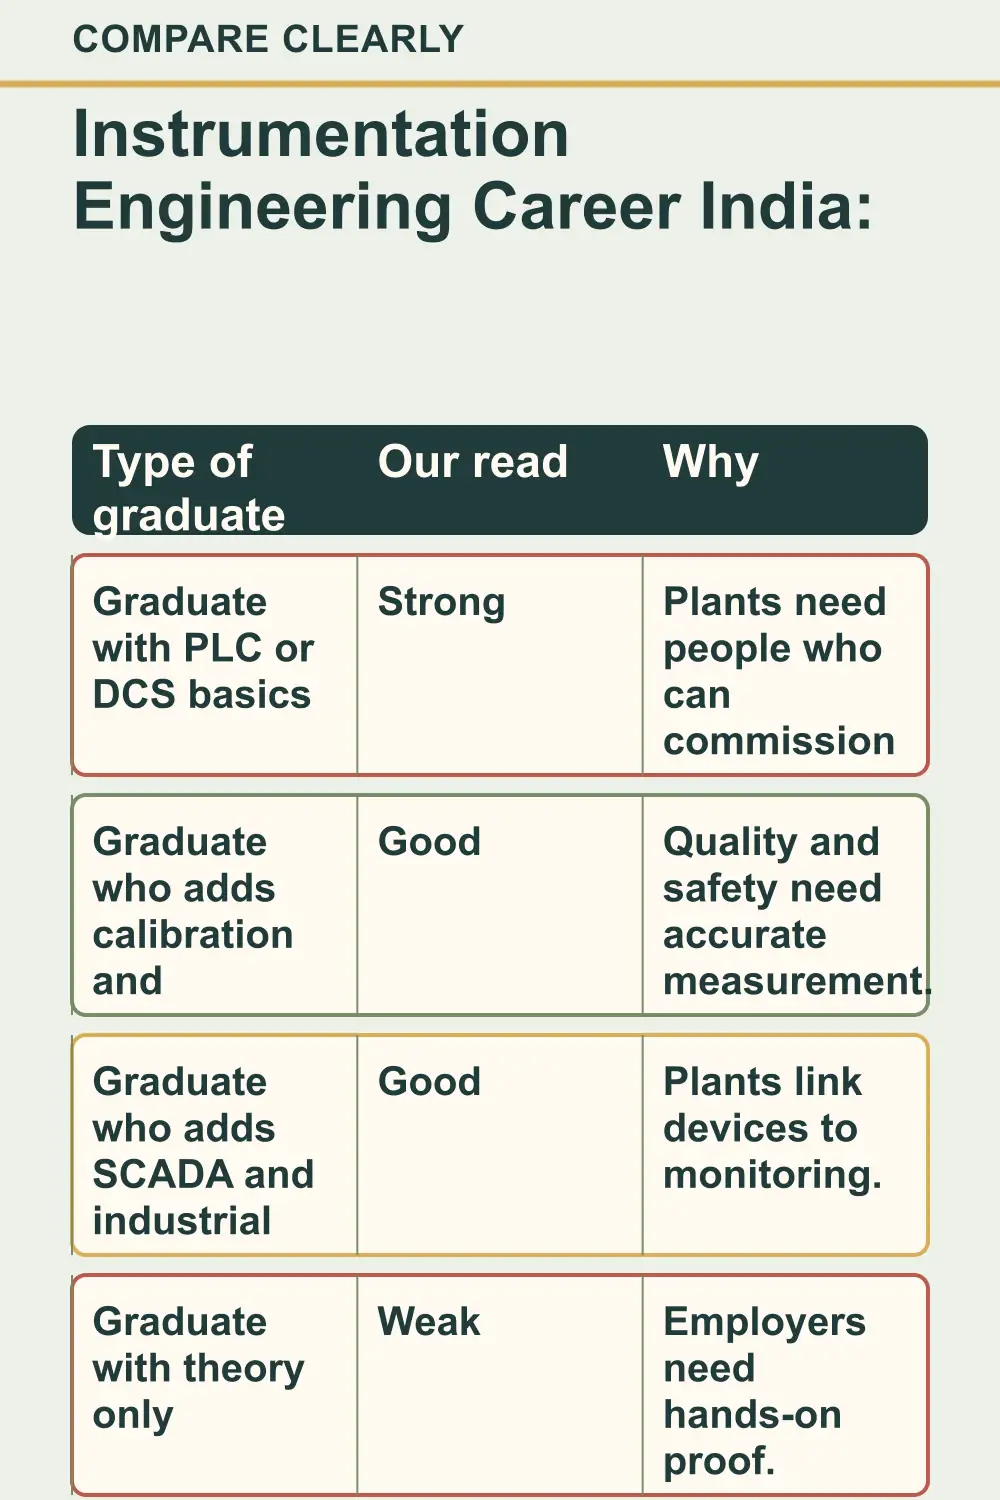 COMPARE CLEARLY
Instrumentation
Engineering Career India:
Type of
graduate
Our read
Why
Graduate
with PLC or
DCS basics
Strong
Plants need
people who
can
commission
Graduate
who adds
calibration
and
Good
Quality and
safety need
accurate
measurement.
Graduate
who adds
SCADA and
industrial
Good
Plants link
devices to
monitoring.
Graduate
with theory
only
Weak
Employers
need
hands-on
proof.